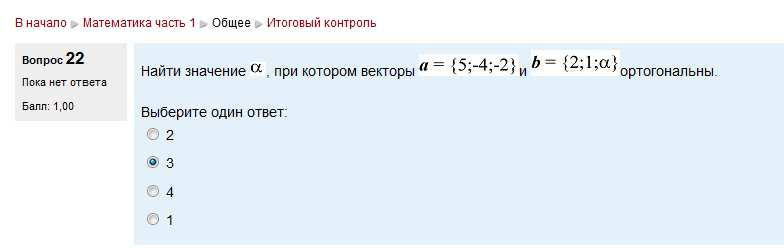 В начало ► Математика часть 1 ► Общее ► Итоговый контроль
Вопрос 22
Пока нет ответа
Балл: 1,00
Найти значение α, при котором векторы a = {5;-4;-2} и b = {2;1;α} ортогональны.
Выберите один ответ:
2
3
4
1